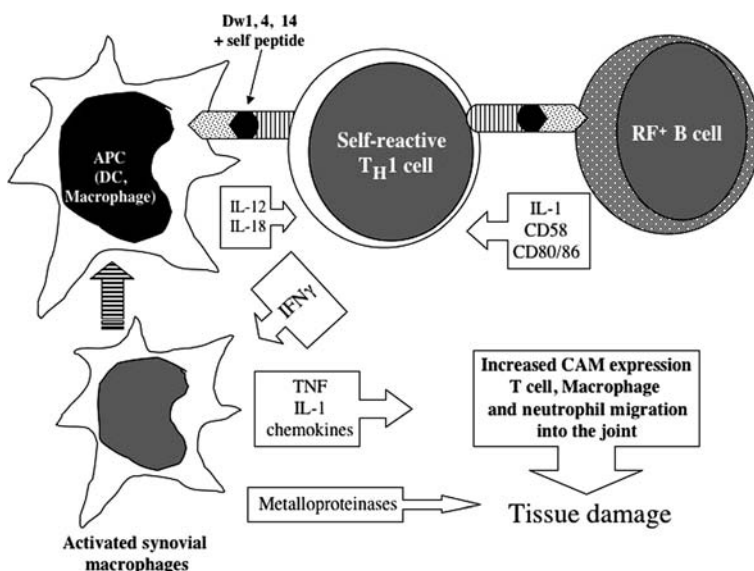 Dw1, 4, 14
+ self peptide
APC
(DC,
Macrophage)
Self-reactive
TH1 cell
RF+ B cell
IL-12
IL-18
IL-1
CD58
CD80/86
IFNγ
TNF
IL-1
chemokines
Increased CAM expression
T cell, Macrophage
and neutrophil migration
into the joint
Metalloproteinases
Tissue damage
Activated synovial
macrophages